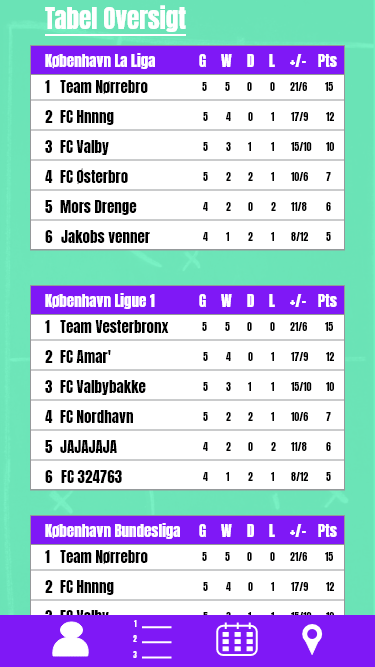 Tabel Oversigt
København La Liga G W D L +/- Pts
1 Team Nørrebro 5 5 0 0 21/6 15
2 FC Hnnng 5 4 0 1 17/9 12
3 FC Valby 5 3 1 1 15/10 10
4 FC Østerbro 5 2 2 1 10/6 7
5 Mors Drenge 4 2 0 2 11/8 6
6 Jakobs venner 4 1 2 1 8/12 5
København Ligue 1 G W D L +/- Pts
1 Team Vesterbronx 5 5 0 0 21/6 15
2 FC Amar' 5 4 0 1 17/9 12
3 FC Valbybakke 5 3 1 1 15/10 10
4 FC Nordhavn 5 2 2 1 10/6 7
5 JAJAJAJA 4 2 0 2 11/8 6
6 FC 324763 4 1 2 1 8/12 5
København Bundesliga G W D L +/- Pts
1 Team Nørrebro 5 5 0 0 21/6 15
2 FC Hnnng 5 4 0 1 17/9 12
3 FC Valby 5 3 1 1 15/10 10
1
2
3